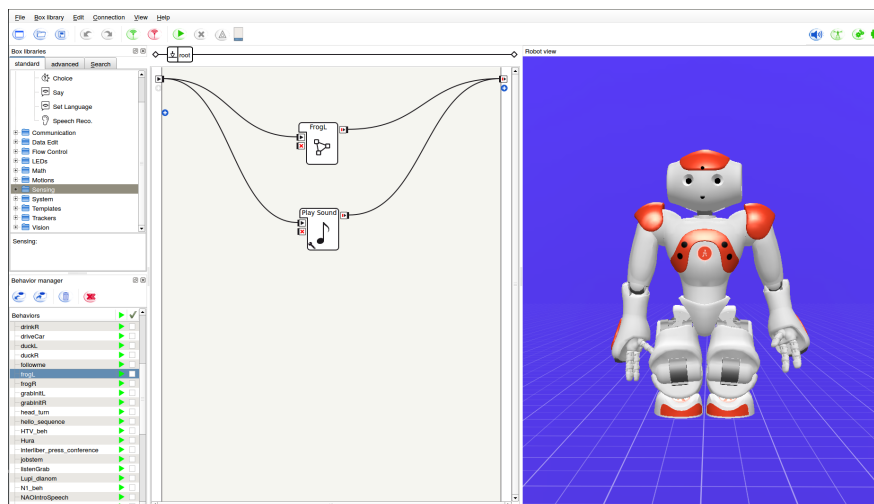 File Box library Edit Connection View Help
Box libraries
root
Robot view
standard advanced Search
Choice
Say
Set Language
Speech Reco.
Communication
Data Edit
Flow Control
LEDs
Math
Motions
Sensing
System
Templates
Trackers
Vision
Sensing:
FrogL
Play Sound
Behavior manager
Behaviors
drinkR
driveCar
duckL
duckR
followme
frogL
frogR
grabInitL
grabInitR
head_turn
hello_sequence
HTV_beh
Hura
Interliber_press_conference
jobstem
listenGrab
Lupi_dlanom
N1_beh
NAOIntroSpeech